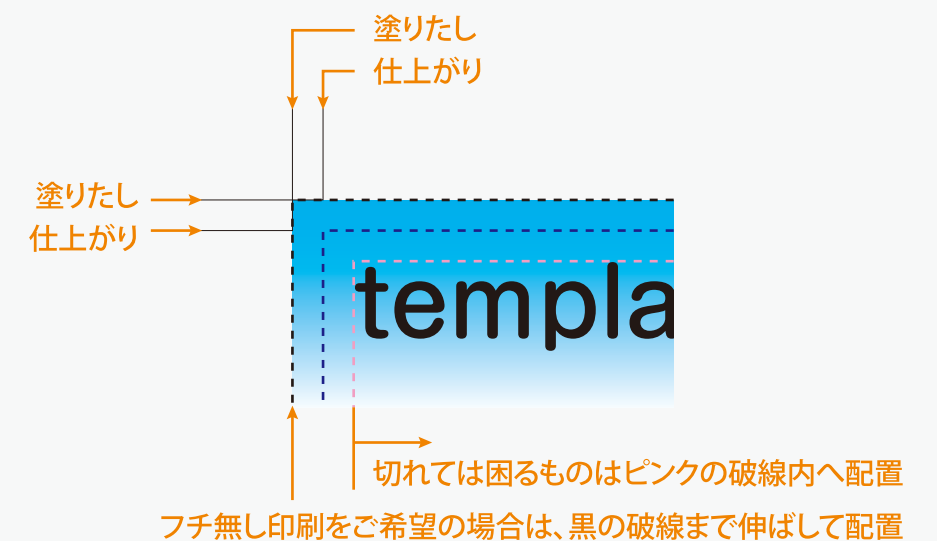 塗りたし
仕上がり
塗りたし
仕上がり
templa
切れては困るものはピンクの破線内へ配置
フチ無し印刷をご希望の場合は、黒の破線まで伸ばして配置